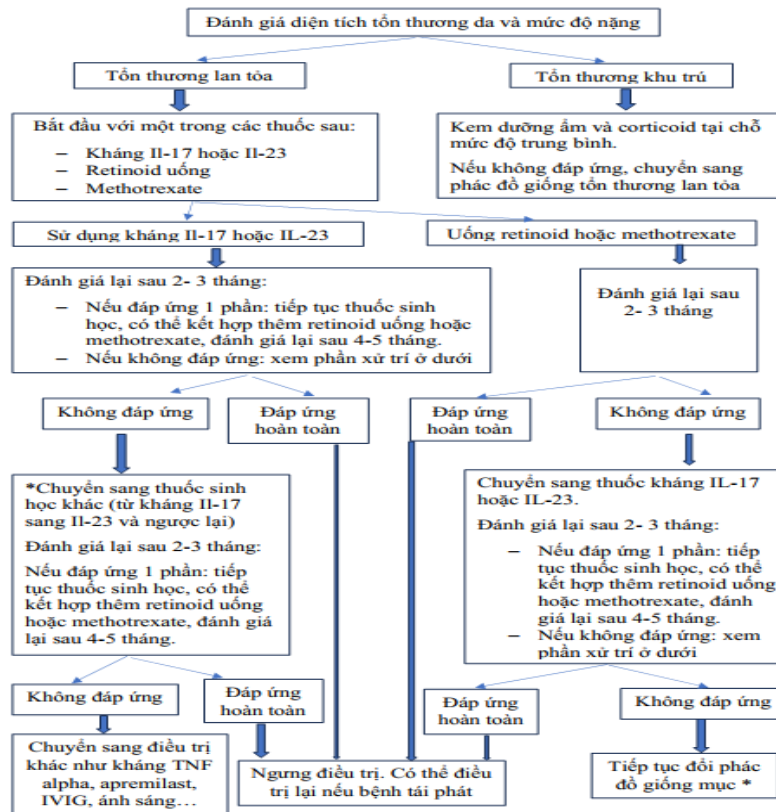 Đánh giá diện tích tổn thương da và mức độ nặng
Tổn thương lan tỏa
Tổn thương khu trú
Bắt đầu với một trong các thuốc sau:
– Kháng Il-17 hoặc Il-23
– Retinoid uống
– Methotrexate
Kem dưỡng ẩm và corticoid tại chỗ
mức độ trung bình.
Nếu không đáp ứng, chuyển sang
phác đồ giống tổn thương lan tỏa
Sử dụng kháng Il-17 hoặc IL-23
Uống retinoid hoặc methotrexate
Đánh giá lại sau 2- 3 tháng:
– Nếu đáp ứng 1 phần: tiếp tục thuốc sinh
học, có thể kết hợp thêm retinoid uống hoặc
methotrexate, đánh giá lại sau 4-5 tháng.
– Nếu không đáp ứng: xem phần xử trí ở dưới
Đánh giá lại sau
2- 3 tháng
Không đáp ứng
Đáp ứng
hoàn toàn
Đáp ứng
hoàn toàn
Không đáp ứng
*Chuyển sang thuốc sinh
học khác (từ kháng Il-17
sang Il-23 và ngược lại)
Đánh giá lại sau 2-3 tháng:
Nếu đáp ứng 1 phần: tiếp
tục thuốc sinh học, có thể
kết hợp thêm retinoid uống
hoặc methotrexate, đánh giá
lại sau 4-5 tháng.
Chuyển sang thuốc kháng IL-17
hoặc IL-23.
Đánh giá lại sau 2- 3 tháng:
– Nếu đáp ứng 1 phần: tiếp
tục thuốc sinh học, có thể
kết hợp thêm retinoid uống
hoặc methotrexate, đánh
giá lại sau 4-5 tháng.
– Nếu không đáp ứng: xem
phần xử trí ở dưới
Không đáp ứng
Đáp ứng
hoàn toàn
Đáp ứng
hoàn toàn
Không đáp ứng
Chuyển sang điều trị
khác như kháng TNF
alpha, apremilast,
IVIG, ánh sáng…
Ngưng điều trị. Có thể điều
trị lại nếu bệnh tái phát
Tiếp tục đổi phác
đồ giống mục *